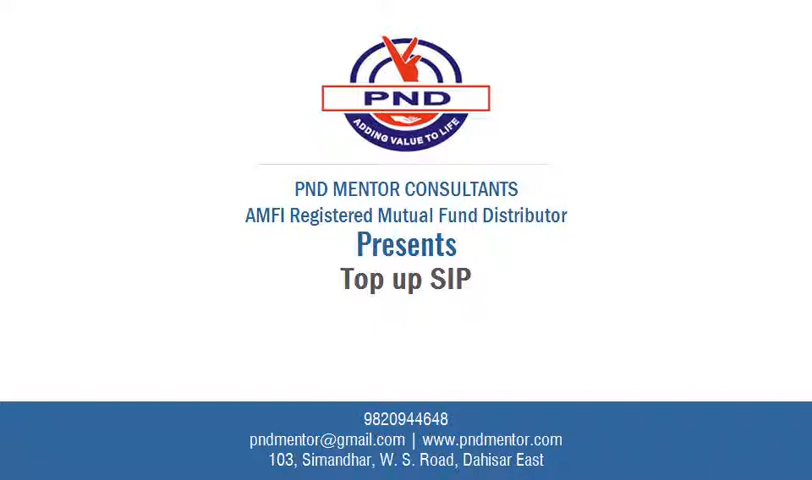 PND
ADDING VALUE TO LIFE
PND MENTOR CONSULTANTS
AMFI Registered Mutual Fund Distributor
Presents
Top up SIP
9820944648
pndmentor@gmail.com | www.pndmentor.com
103, Simandhar, W. S. Road, Dahisar East